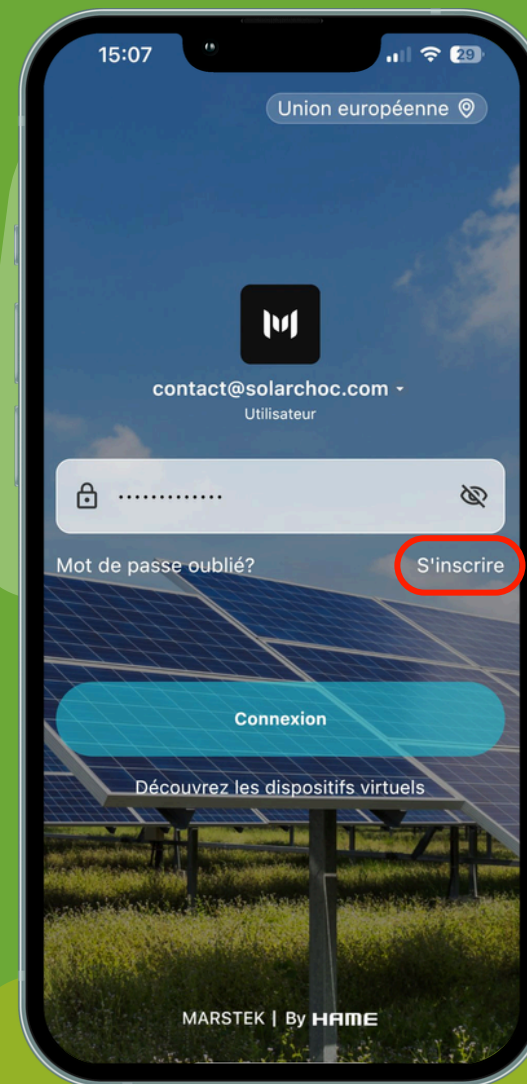 15:07
29
Union européenne
contact@solarchoc.com
Utilisateur
.............
Mot de passe oublié?
S'inscrire
Connexion
Découvrez les dispositifs virtuels
MARSTEK | By HAME